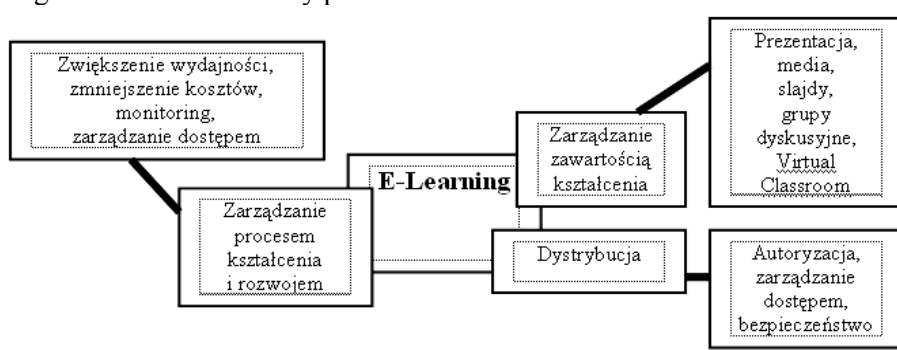 Zwiększenie wydajności,
zmniejszenie kosztów,
monitoring,
zarządzanie dostępem
Zarządzanie
procesem
kształcenia
i rozwojem
E-Learning
Zarządzanie
zawartością
kształcenia
Prezentacja,
media,
slajdy,
grupy
dyskusyjne,
Virtual
Classroom
Dystrybucja
Autoryzacja,
zarządzanie
dostępem,
bezpieczeństwo